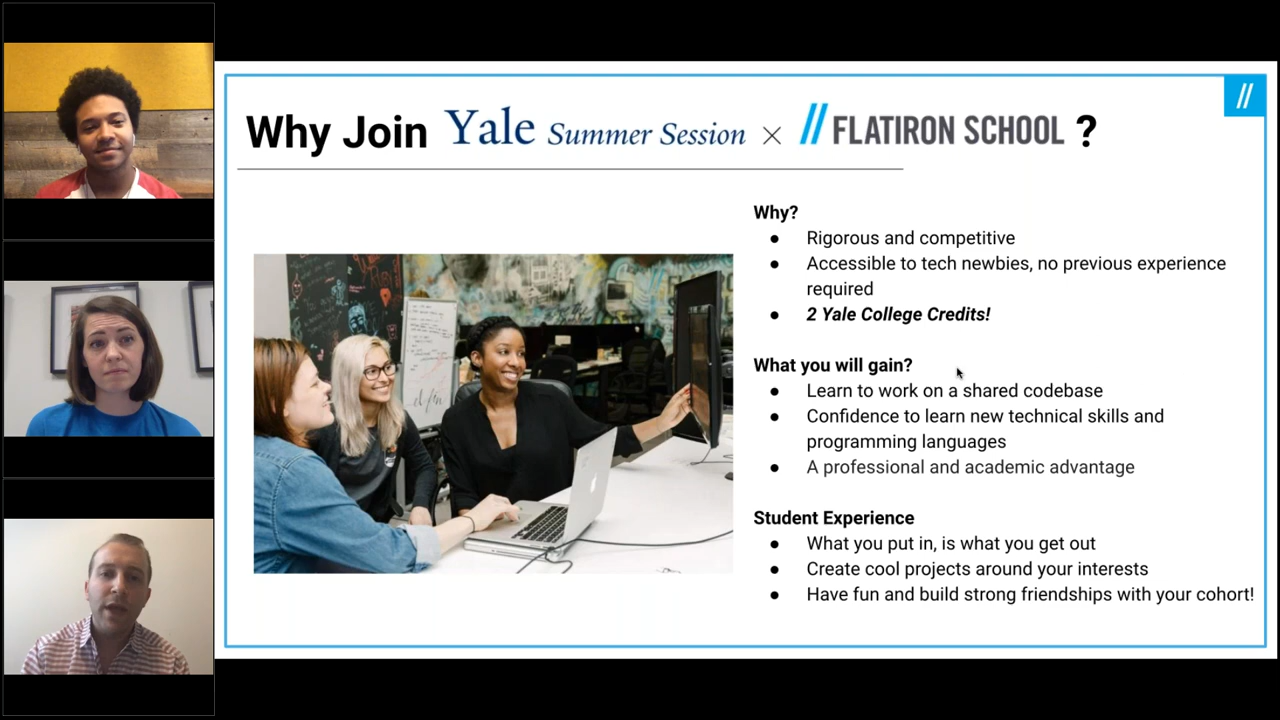 Why Join Yale Summer Session × // FLATIRON SCHOOL ?
//
Why?
● Rigorous and competitive
● Accessible to tech newbies, no previous experience
required
● 2 Yale College Credits!
What you will gain?
● Learn to work on a shared codebase
● Confidence to learn new technical skills and
programming languages
● A professional and academic advantage
Student Experience
● What you put in, is what you get out
● Create cool projects around your interests
● Have fun and build strong friendships with your cohort!